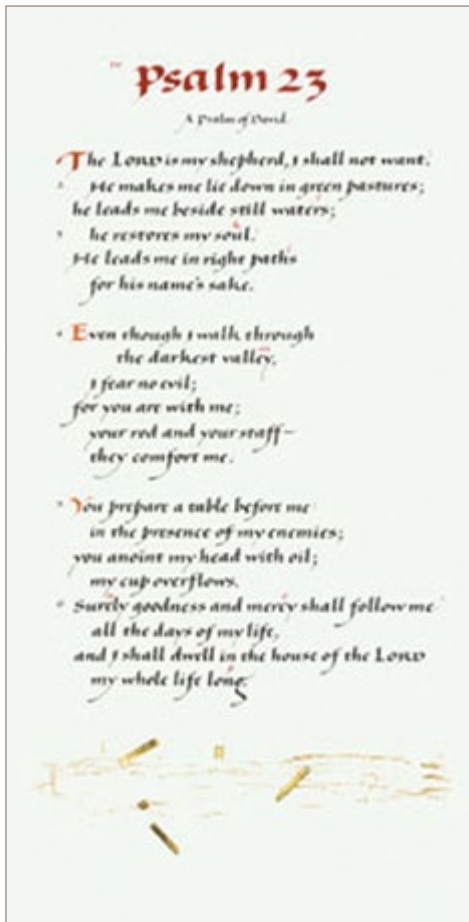 Psalm 23
A Psalm of David.
The LORD is my shepherd, I shall not want.
He makes me lie down in green pastures;
he leads me beside still waters;
he restores my soul.
He leads me in right paths
for his name's sake.
Even though I walk through
the darkest valley,
I fear no evil;
for you are with me;
your rod and your staff—
they comfort me.
You prepare a table before me
in the presence of my enemies;
you anoint my head with oil;
my cup overflows.
Surely goodness and mercy shall follow me
all the days of my life,
and I shall dwell in the house of the LORD
my whole life long.